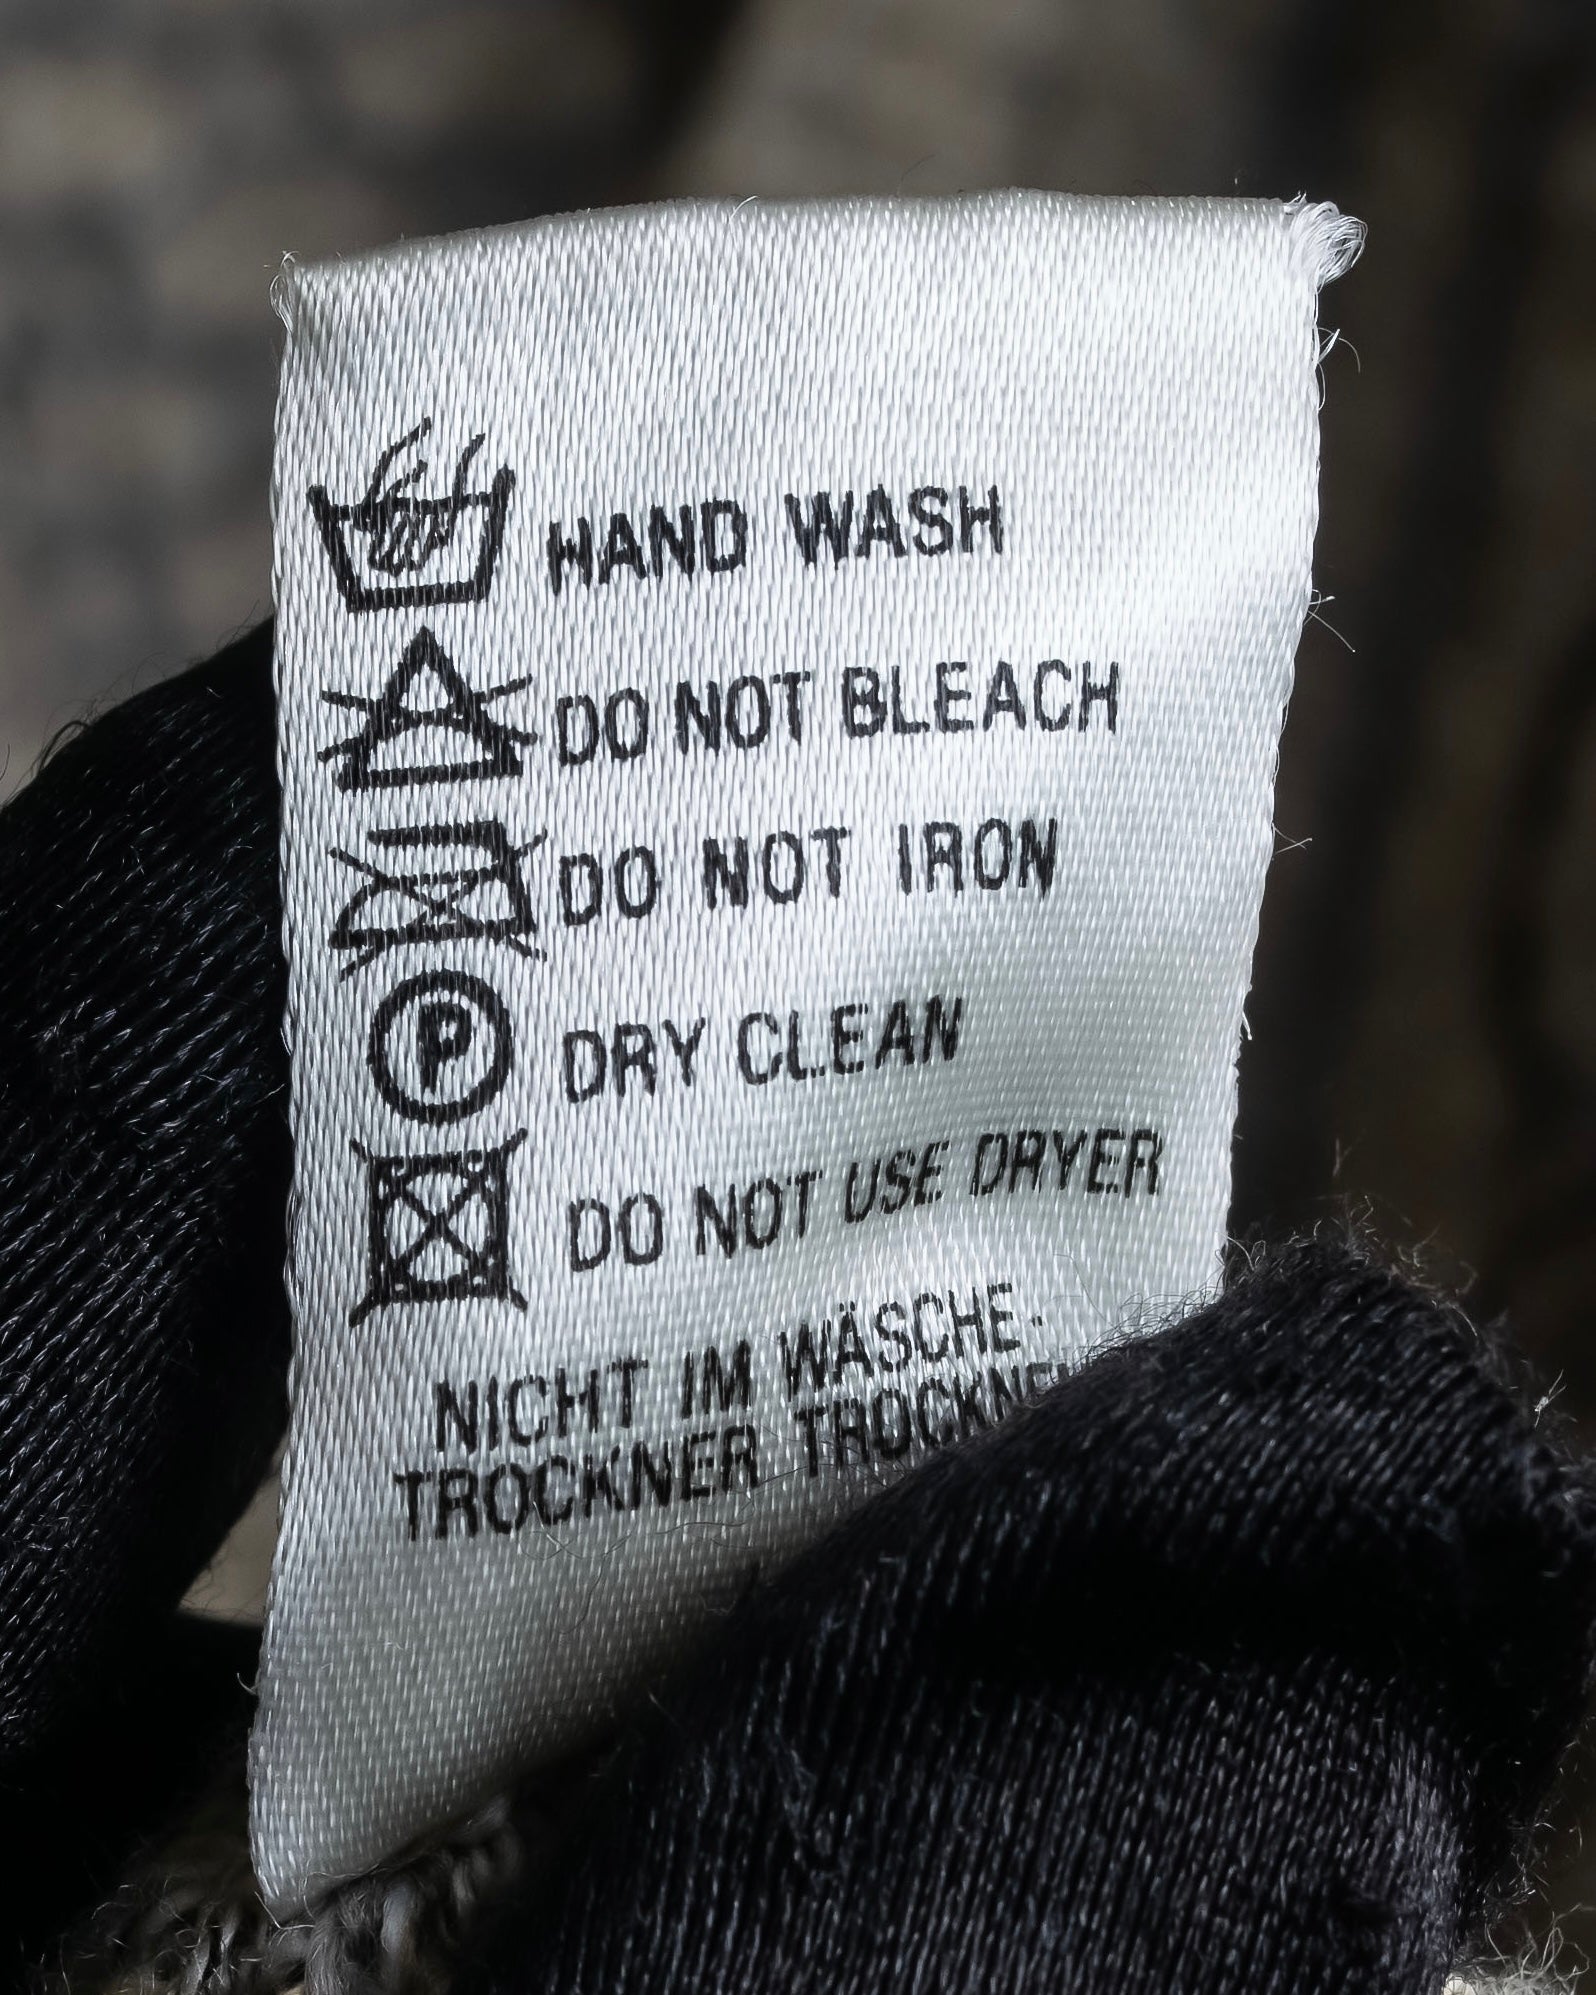 HAND WASH
DO NOT BLEACH
DO NOT IRON
P
DRY CLEAN
DO NOT USE DRYER
NICHT IM WÄSCHE-
TROCKNER